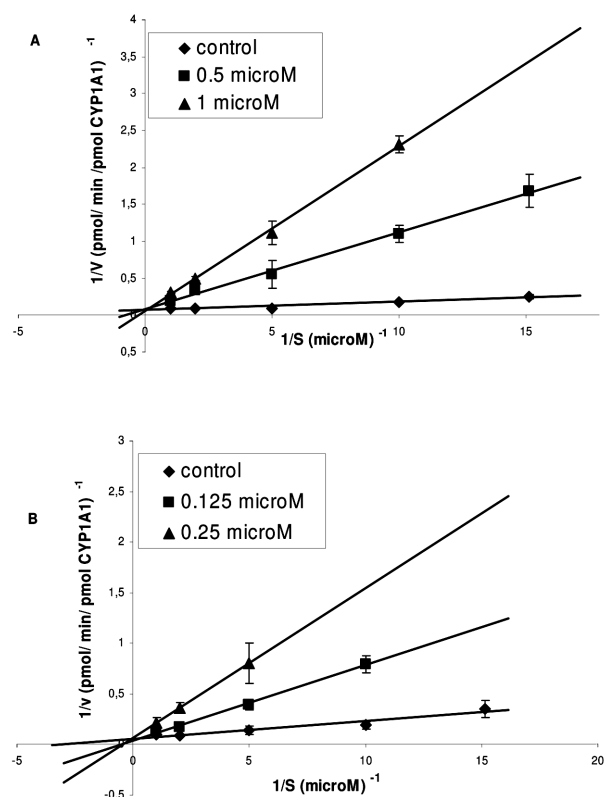 A
control
0.5 microM
1 microM
1/V (pmol/ min /pmol CYP1A1) -1
4
3,5
3
2,5
2
1,5
1
0,5
0,5
-5
0
5
10
15
1/S (microM) -1
B
control
0.125 microM
0.25 microM
1/v (pmol/ min/ pmol CYP1A1) -1
3
2,5
2
1,5
1
0,5
-0,5
-5
0
5
10
15
20
1/S (microM) -1